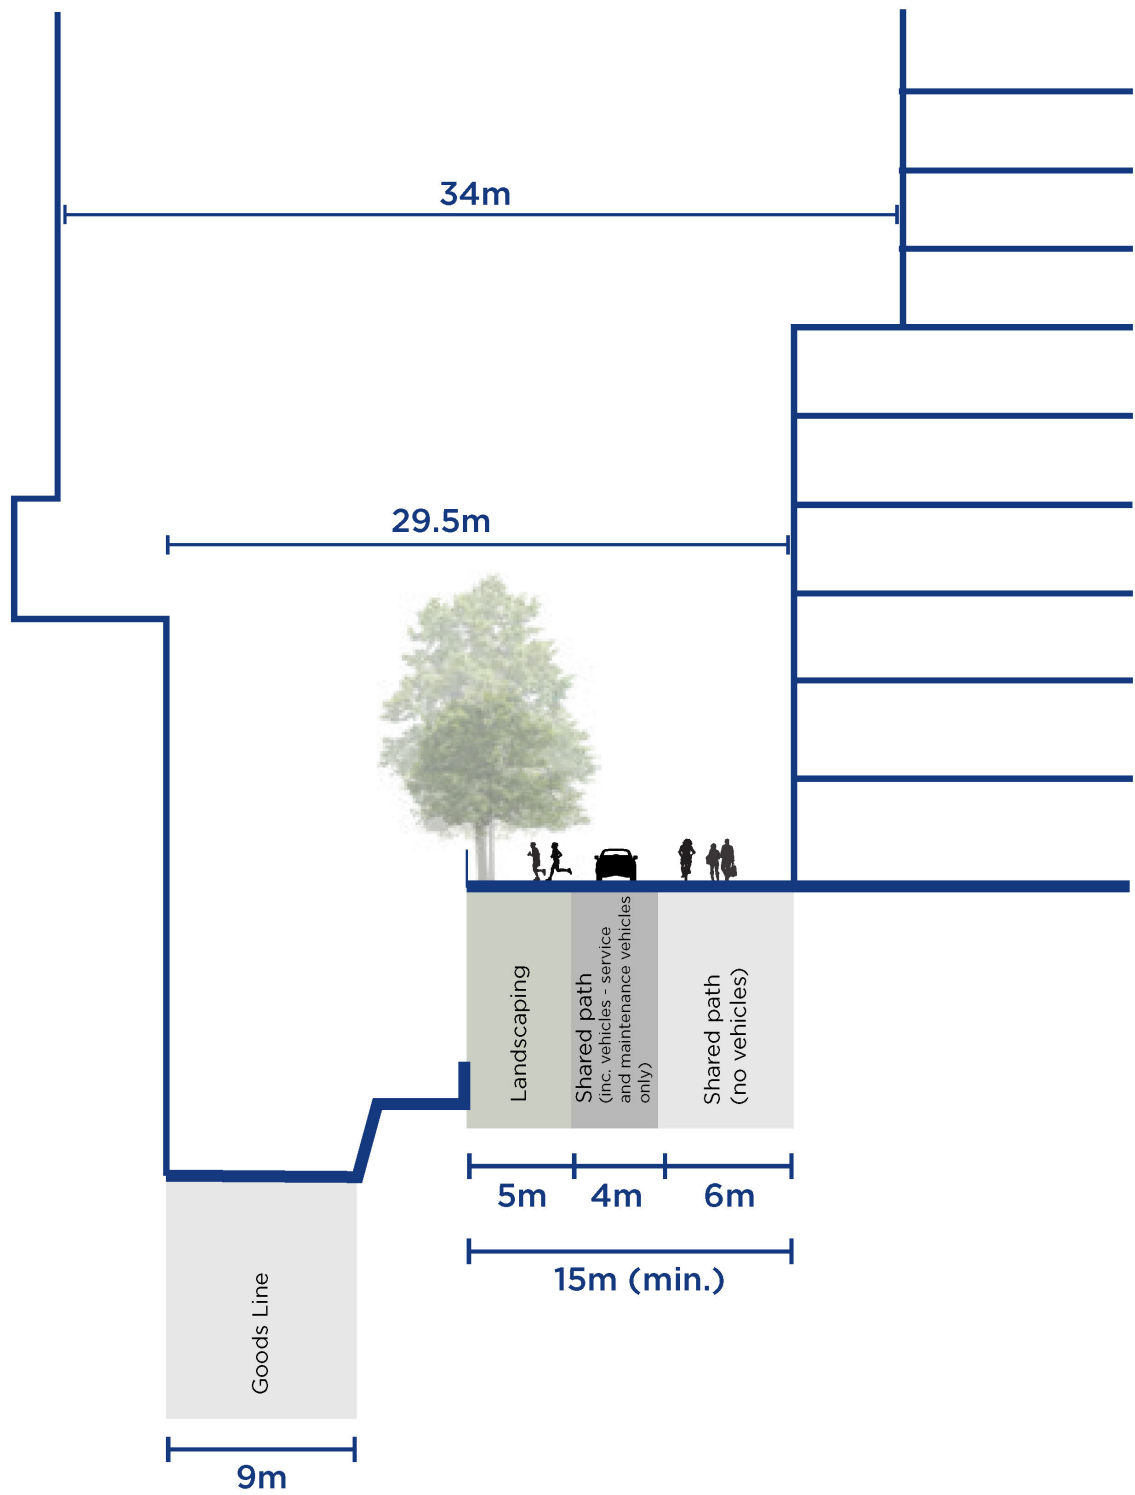 34m
29.5m
Landscaping
Shared path
(inc. vehicles - service
and maintenance vehicles
only)
Shared path
(no vehicles)
5m
4m
6m
15m (min.)
Goods Line
9m